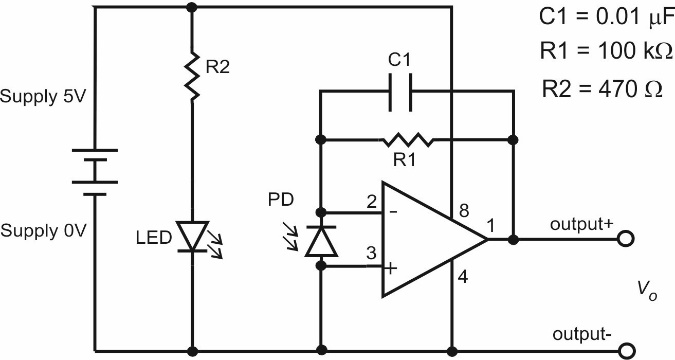 C1 = 0.01 μF
R1 = 100 kΩ
R2 = 470 Ω
Supply 5V
R2
C1
R1
PD
2
-
8
1
output+
Supply 0V
LED
3
+
4
Vo
output-